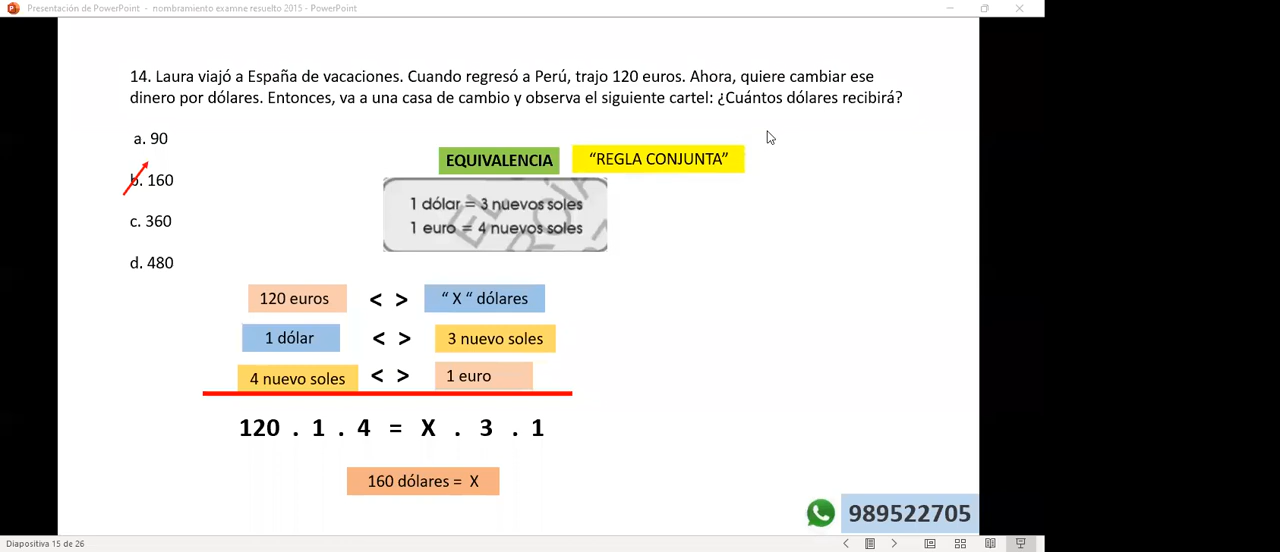 Presentación de PowerPoint - nombramiento examne resuelto 2015 - PowerPoint
14. Laura viajó a España de vacaciones. Cuando regresó a Perú, trajo 120 euros. Ahora, quiere cambiar ese
dinero por dólares. Entonces, va a una casa de cambio y observa el siguiente cartel: ¿Cuántos dólares recibirá?
a. 90
b. 160
c. 360
d. 480
EQUIVALENCIA
“REGLA CONJUNTA”
1 dólar = 3 nuevos soles
1 euro = 4 nuevos soles
120 euros < > “ X “ dólares
1 dólar < > 3 nuevo soles
4 nuevo soles < > 1 euro
120 . 1 . 4 = X . 3 . 1
160 dólares = X
989522705
Diapositiva 15 de 26